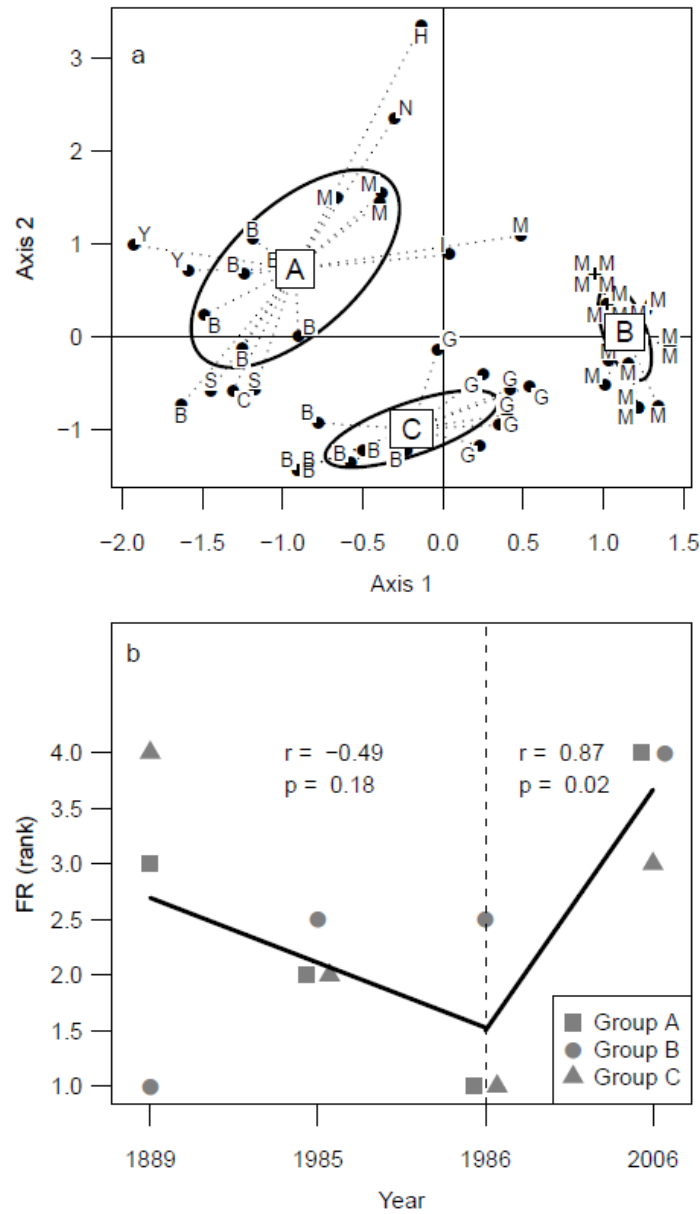 a
Axis 2
3
2
1
0
−1
H
N
M
M
M
Y
Y
B
B
B
A
I
M
B
B
B
B
S
C
S
G
C
G
G
G
G
G
G
B
B
B
B
B
B
M M
M M
M
M
M
M
B
M
M
M
M
M
M
M
−2.0 −1.5 −1.0 −0.5 0.0 0.5 1.0 1.5
Axis 1
b
FR (rank)
4.0
3.5
3.0
2.5
2.0
1.5
1.0
r = −0.49
p = 0.18
r = 0.87
p = 0.02
Group A
Group B
Group C
1889 1985 1986 2006
Year